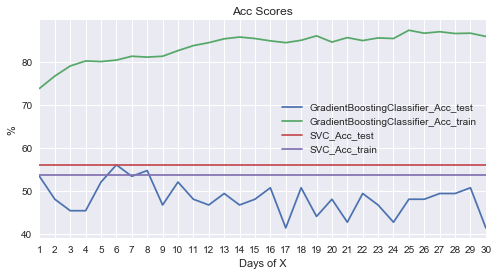 Acc Scores
%
80
70
60
50
40
GradientBoostingClassifier_Acc_test
GradientBoostingClassifier_Acc_train
SVC_Acc_test
SVC_Acc_train
1 2 3 4 5 6 7 8 9 10 11 12 13 14 15 16 17 18 19 20 21 22 23 24 25 26 27 28 29 30
Days of X